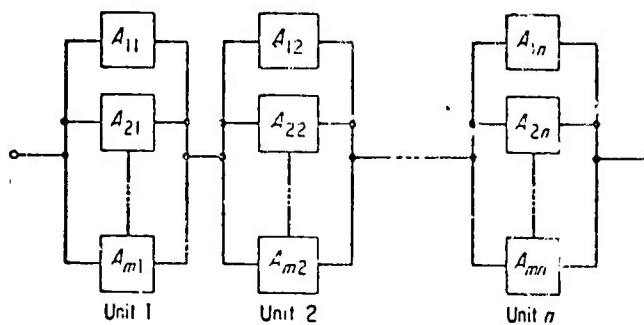 A11 A12 A1n
A21 A22 A2n
Am1 Am2 Amn
Unit 1 Unit 2 Unit n